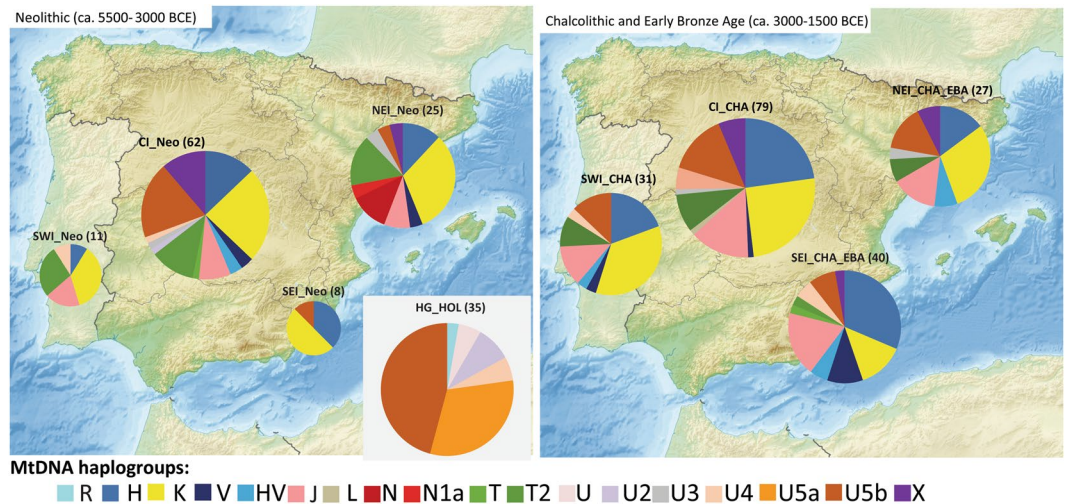 Neolithic (ca. 5500-3000 BCE)
NEI_Neo (25)
CI_Neo (62)
SWI_Neo (11)
SEI_Neo (8)
HG_HOL (35)
Chalcolithic and Early Bronze Age (ca. 3000-1500 BCE)
NEI_CHA_EBA (27)
CI_CHA (79)
SWI_CHA (31)
SEI_CHA_EBA (40)
MtDNA haplogroups:
R H K V HV J L N N1a T T2 U U2 U3 U4 U5a U5b X